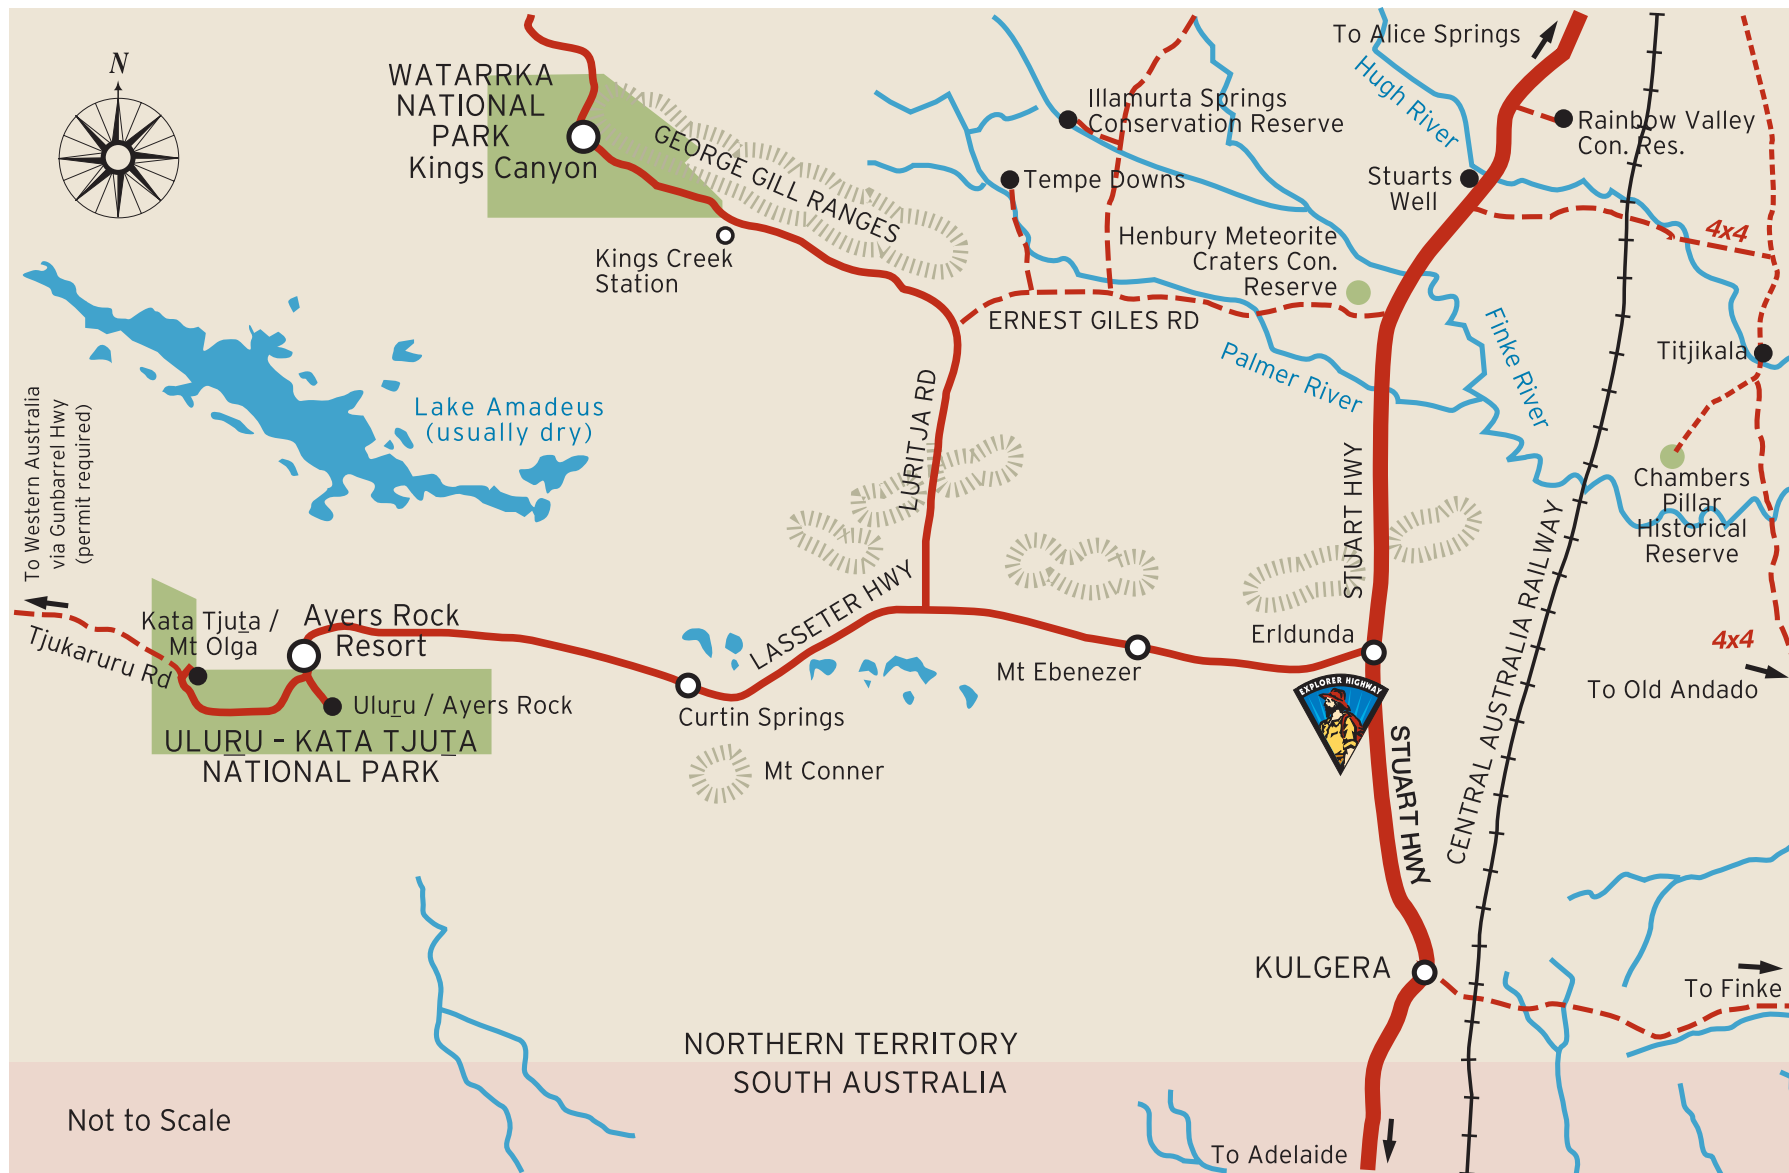 N
WATARRKA
NATIONAL
PARK
Kings Canyon
GEORGE GILL RANGES
Kings Creek
Station
Illamurta Springs
Conservation Reserve
Tempe Downs
Henbury Meteorite
Craters Con.
Reserve
ERNEST GILES RD
Palmer River
To Alice Springs
Hugh River
Rainbow Valley
Con. Res.
Stuarts
Well
4x4
Finke River
Titjikala
Chambers
Pillar
Historical
Reserve
Lake Amadeus
(usually dry)
To Western Australia
via Gunbarrel Hwy
(permit required)
LURITJA RD
STUART HWY
CENTRAL AUSTRALIA RAILWAY
LASSETER HWY
Kata Tjuṯa /
Mt Olga
Ayers Rock
Resort
Tjukaruru Rd
Uluṟu / Ayers Rock
ULUṞU – KATA TJUṮA
NATIONAL PARK
Curtin Springs
Mt Conner
Mt Ebenezer
Erldunda
EXPLORER HIGHWAY
STUART HWY
4x4
To Old Andado
KULGERA
To Finke
NORTHERN TERRITORY
SOUTH AUSTRALIA
Not to Scale
To Adelaide